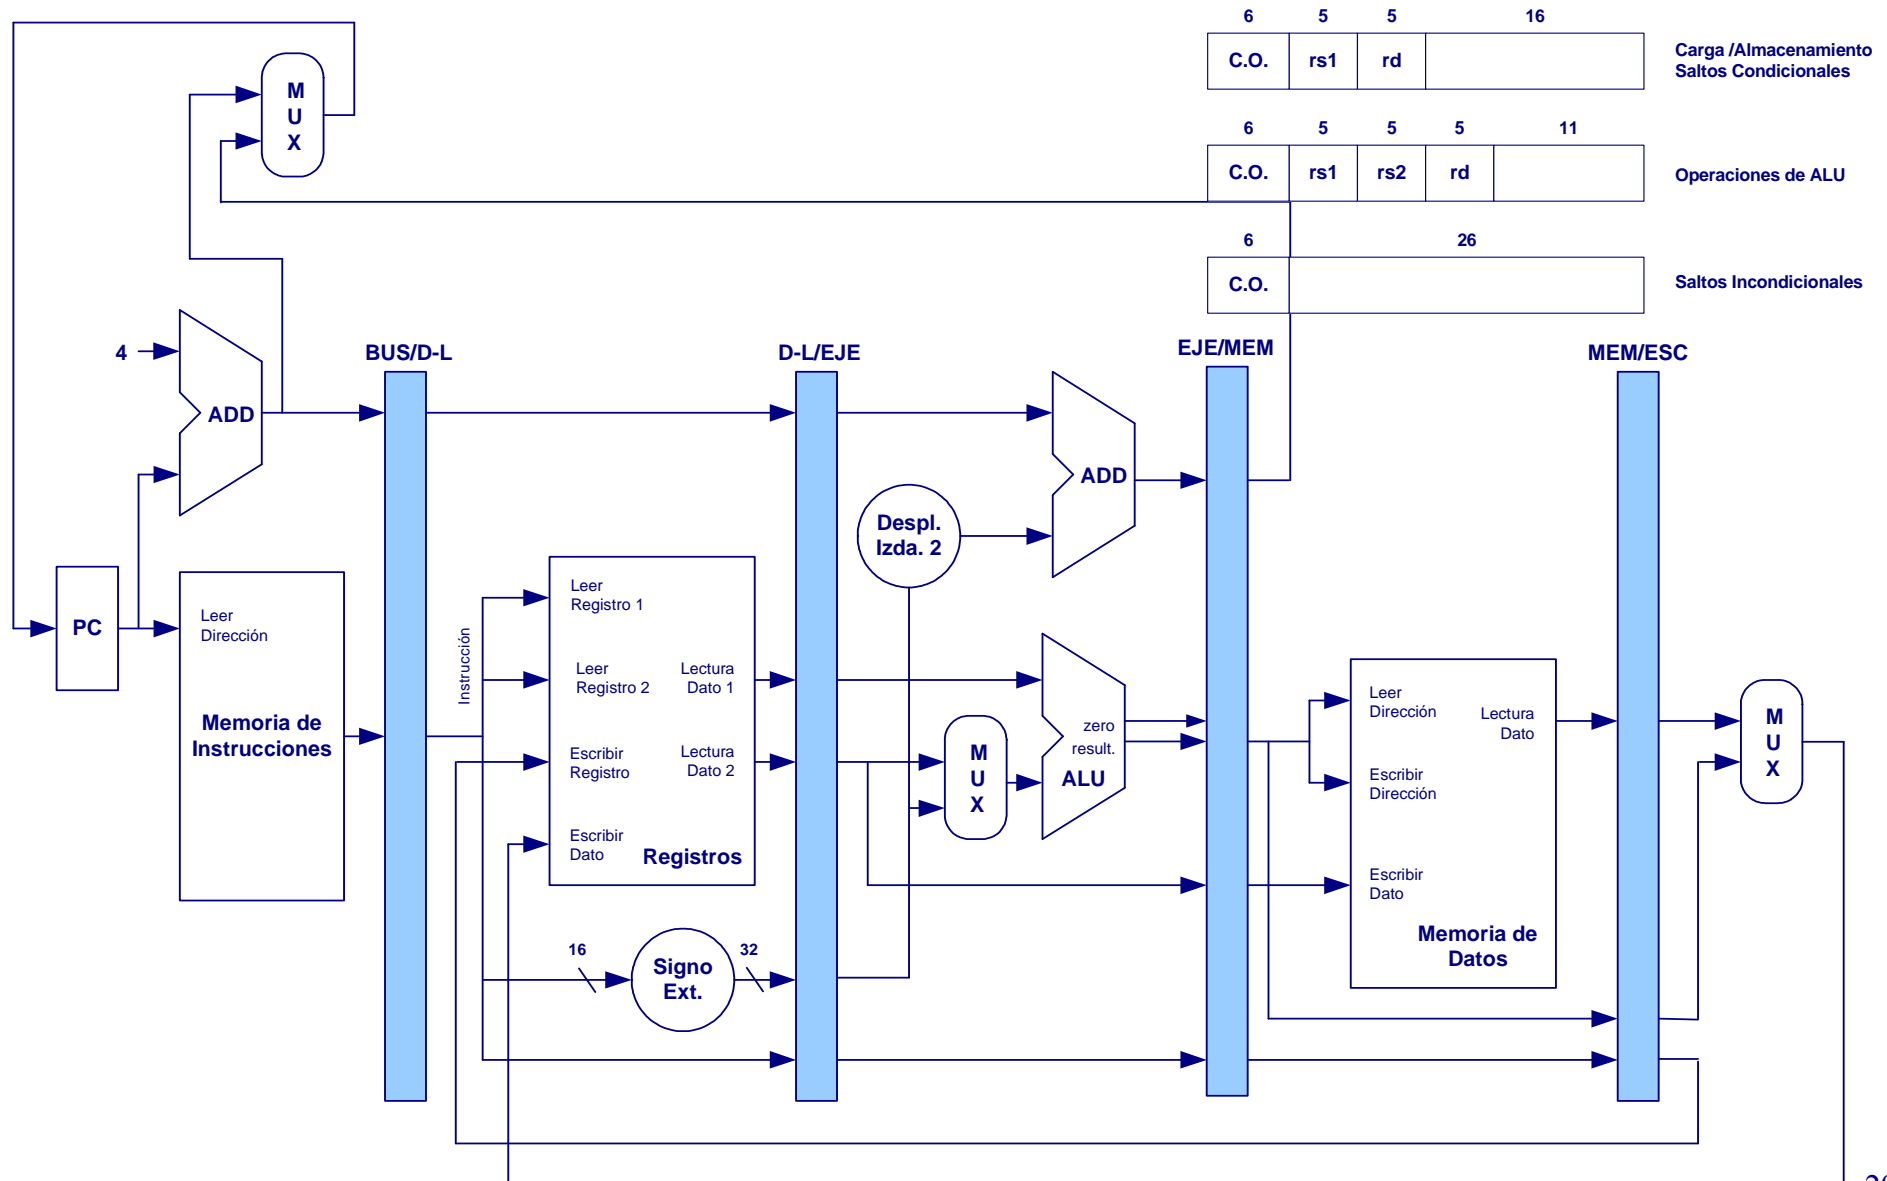 6 5 5 16
C.O. rs1 rd
Carga /Almacenamiento
Saltos Condicionales
6 5 5 5 11
C.O. rs1 rs2 rd
Operaciones de ALU
6 26
C.O.
Saltos Incondicionales
M
U
X
4
ADD
BUS/D-L
D-L/EJE
EJE/MEM
MEM/ESC
ADD
Despl.
Izda. 2
PC
Leer
Dirección
Memoria de
Instrucciones
Instrucción
Leer
Registro 1
Leer
Registro 2
Lectura
Dato 1
Escribir
Registro
Lectura
Dato 2
Escribir
Dato
Registros
M
U
X
zero
result.
ALU
Leer
Dirección
Lectura
Dato
Escribir
Dirección
Escribir
Dato
Memoria de
Datos
M
U
X
16
Signo
Ext.
32